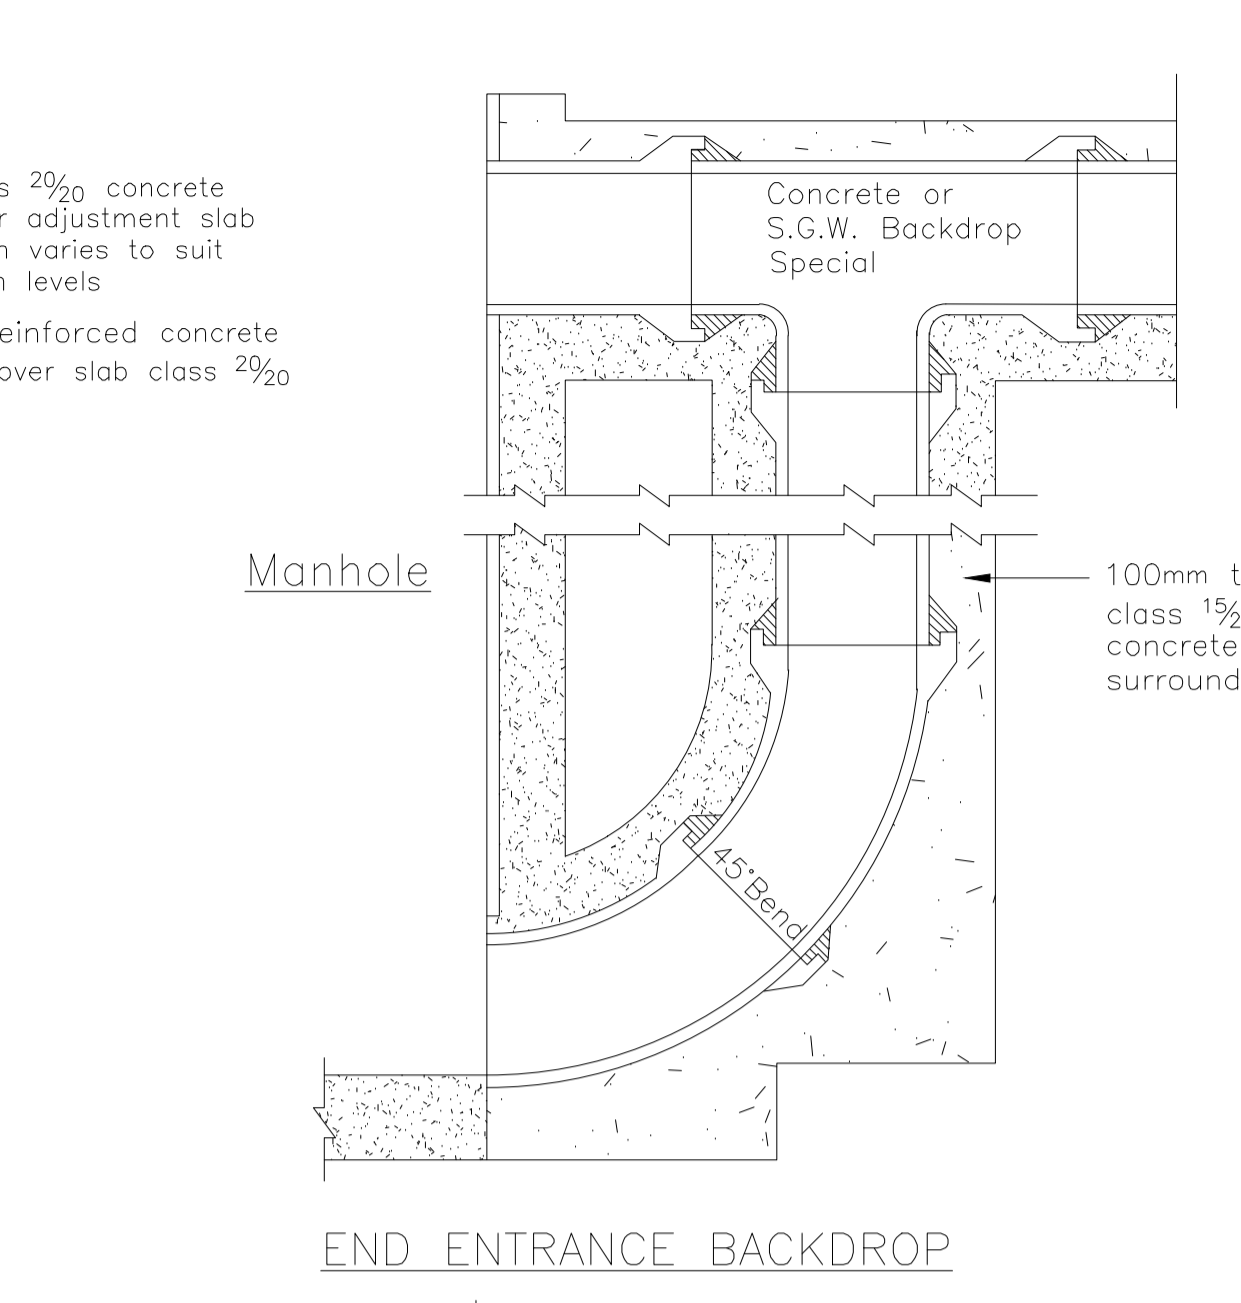 20/20 concrete
adjustment slab
varies to suit
levels
einforced concrete
over slab class 20/20
Concrete or
S.G.W. Backdrop
Special
Manhole
100mm t
class 15/2
concrete
surround
45°Bend
END ENTRANCE BACKDROP